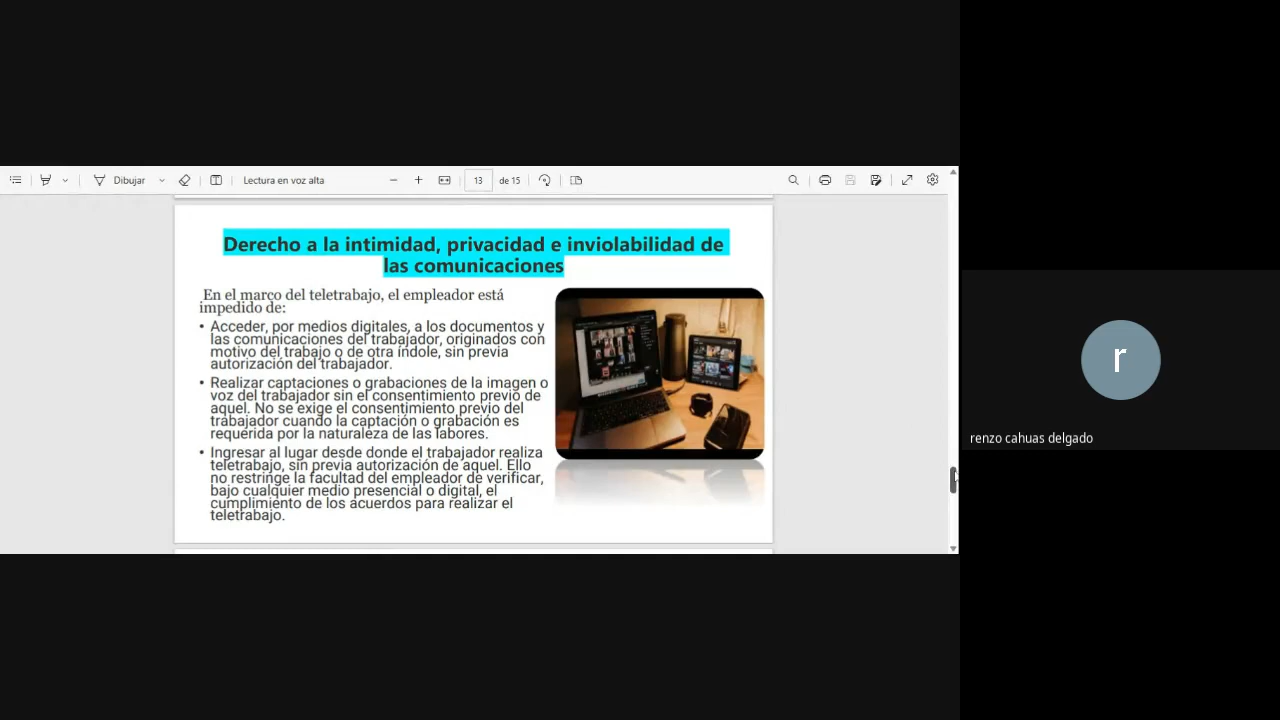 Dibujar
Lectura en voz alta
13
de 15
Derecho a la intimidad, privacidad e inviolabilidad de
las comunicaciones
En el marco del teletrabajo, el empleador está
impedido de:
• Acceder, por medios digitales, a los documentos y
las comunicaciones del trabajador, originados con
motivo del trabajo o de otra índole, sin previa
autorización del trabajador.
• Realizar captaciones o grabaciones de la imagen o
voz del trabajador sin el consentimiento previo de
aquel. No se exige el consentimiento previo del
trabajador cuando la captación o grabación es
requerida por la naturaleza de las labores.
• Ingresar al lugar desde donde el trabajador realiza
teletrabajo, sin previa autorización de aquel. Ello
no restringe la facultad del empleador de verificar,
bajo cualquier medio presencial o digital, el
cumplimiento de los acuerdos para realizar el
teletrabajo.
r
renzo cahuas delgado